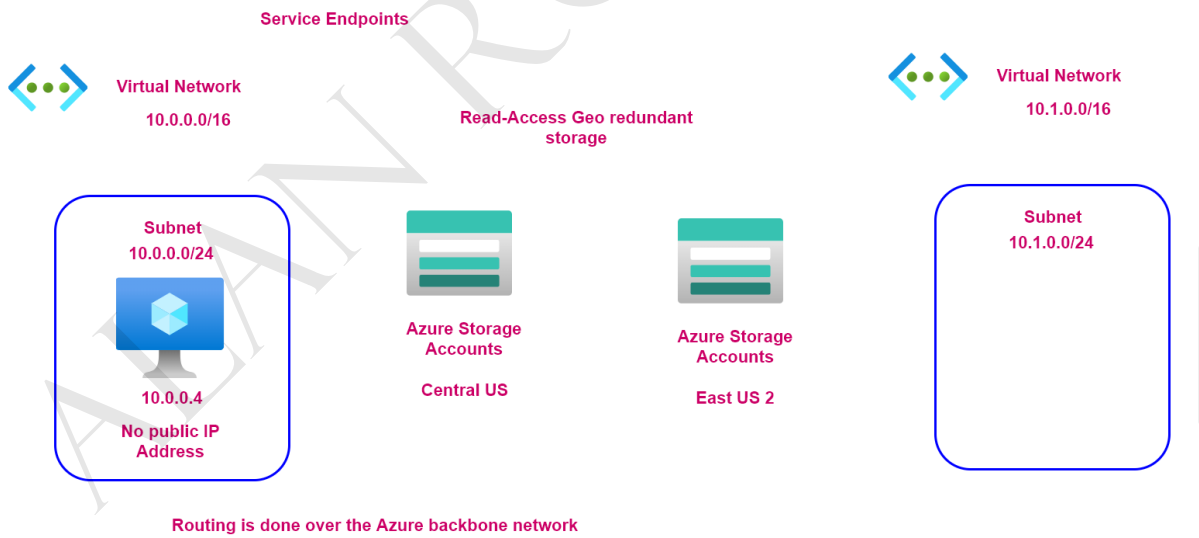 Service Endpoints
Virtual Network
10.0.0.0/16
Read-Access Geo redundant
storage
Virtual Network
10.1.0.0/16
Subnet
10.0.0.0/24
10.0.0.4
No public IP
Address
Azure Storage
Accounts
Central US
Azure Storage
Accounts
East US 2
Subnet
10.1.0.0/24
Routing is done over the Azure backbone network